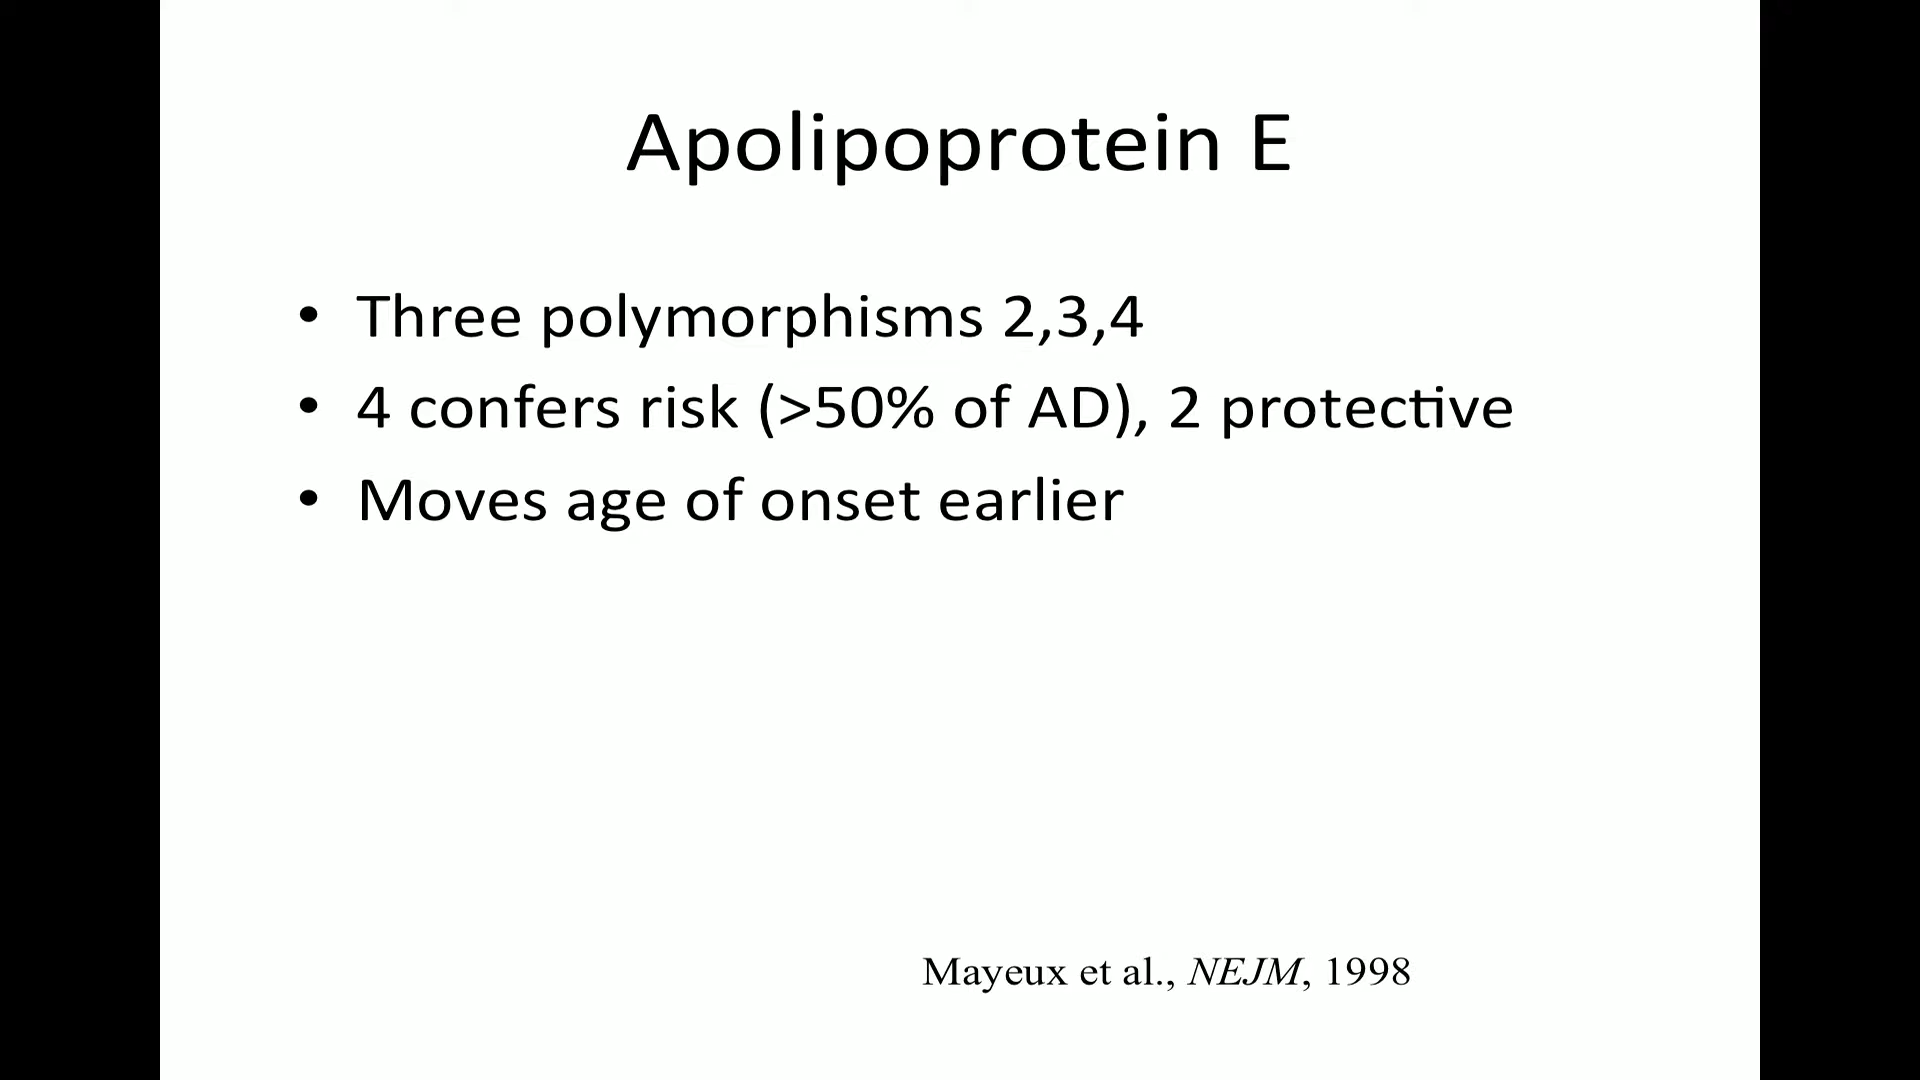 Apolipoprotein E
• Three polymorphisms 2,3,4
• 4 confers risk (>50% of AD), 2 protective
• Moves age of onset earlier
Mayeux et al., NEJM, 1998